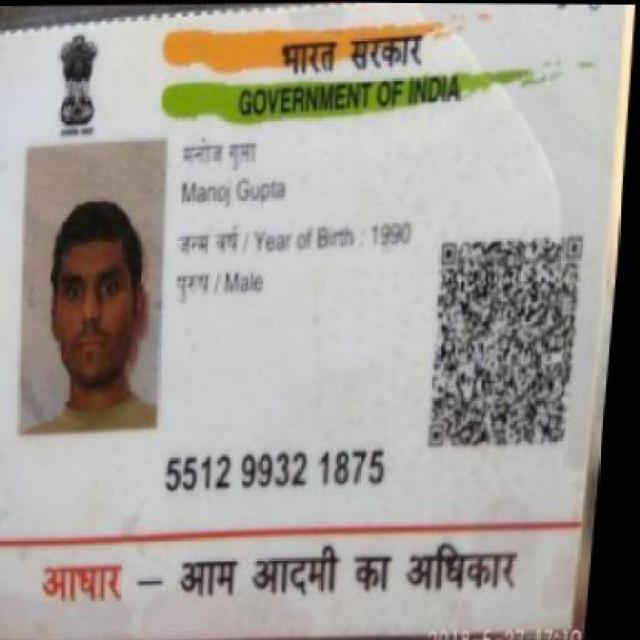 भारत सरकार
GOVERNMENT OF INDIA
मनोज गुप्ता
Manoj Gupta
जन्म वर्ष / Year of Birth : 1990
पुरुष / Male
5512 9932 1875
आधार – आम आदमी का अधिकार